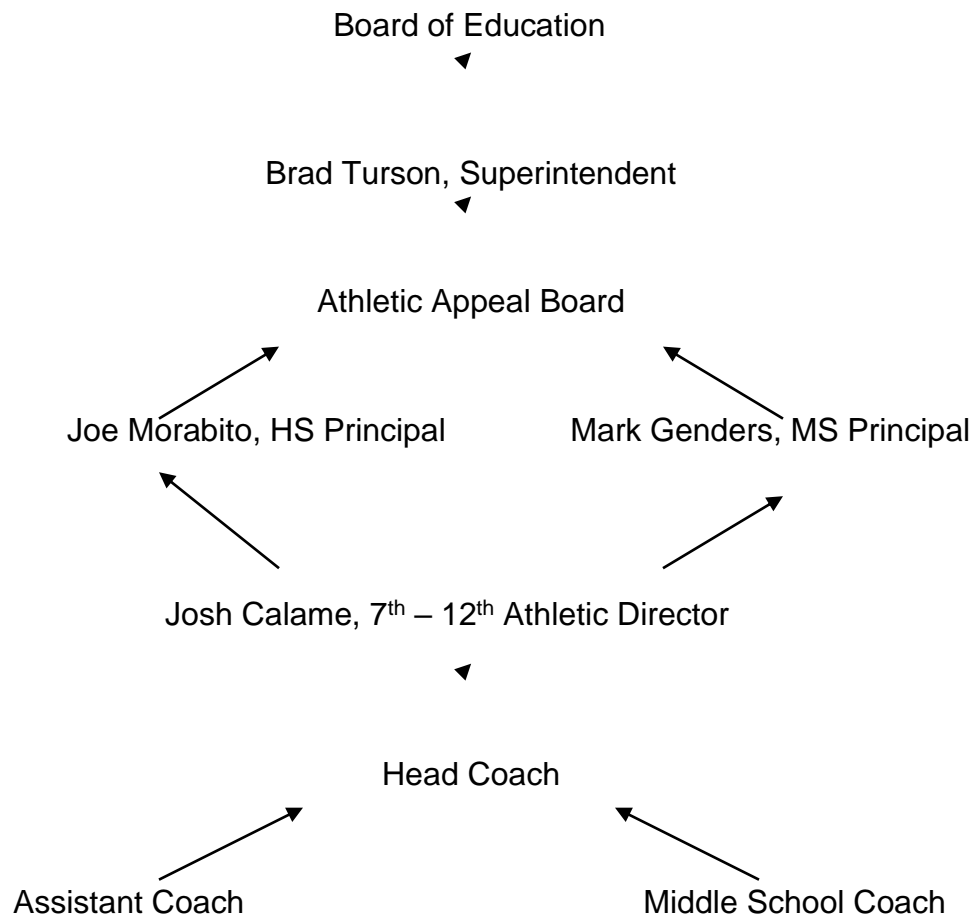 Board of Education
Brad Turson, Superintendent
Athletic Appeal Board
Joe Morabito, HS Principal
Mark Genders, MS Principal
Josh Calame, 7th – 12th Athletic Director
Head Coach
Assistant Coach
Middle School Coach